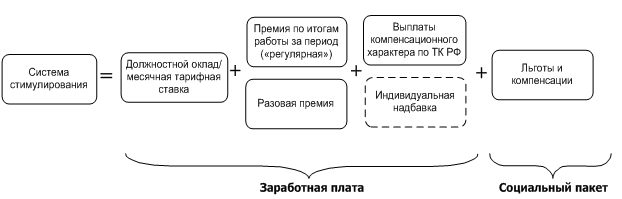 Система
стимулирования
=
Должностной оклад/
месячная тарифная
ставка
+
Премия по итогам
работы за период
(«регулярная»)
Разовая премия
+
Выплаты
компенсационного
характера по ТК РФ
Индивидуальная
надбавка
+
Льготы и
компенсации
Заработная плата
Социальный пакет